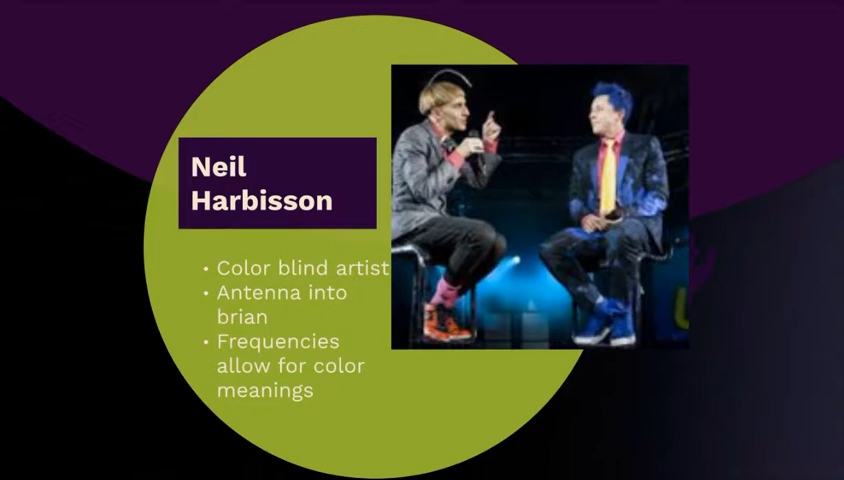 Neil
Harbisson
• Color blind artist
• Antenna into
brian
• Frequencies
allow for color
meanings